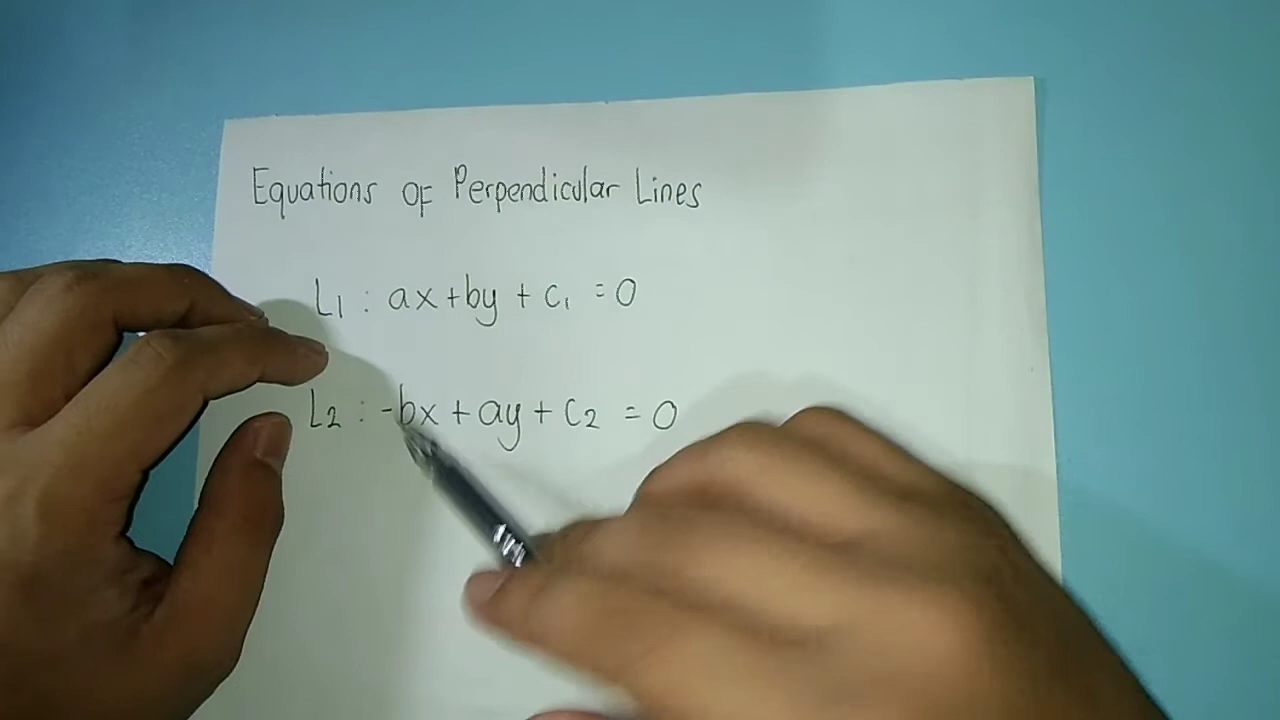 Equations of Perpendicular Lines
L₁ : ax+by + c₁ = 0
L₂ : -bx + ay + c₂ = 0